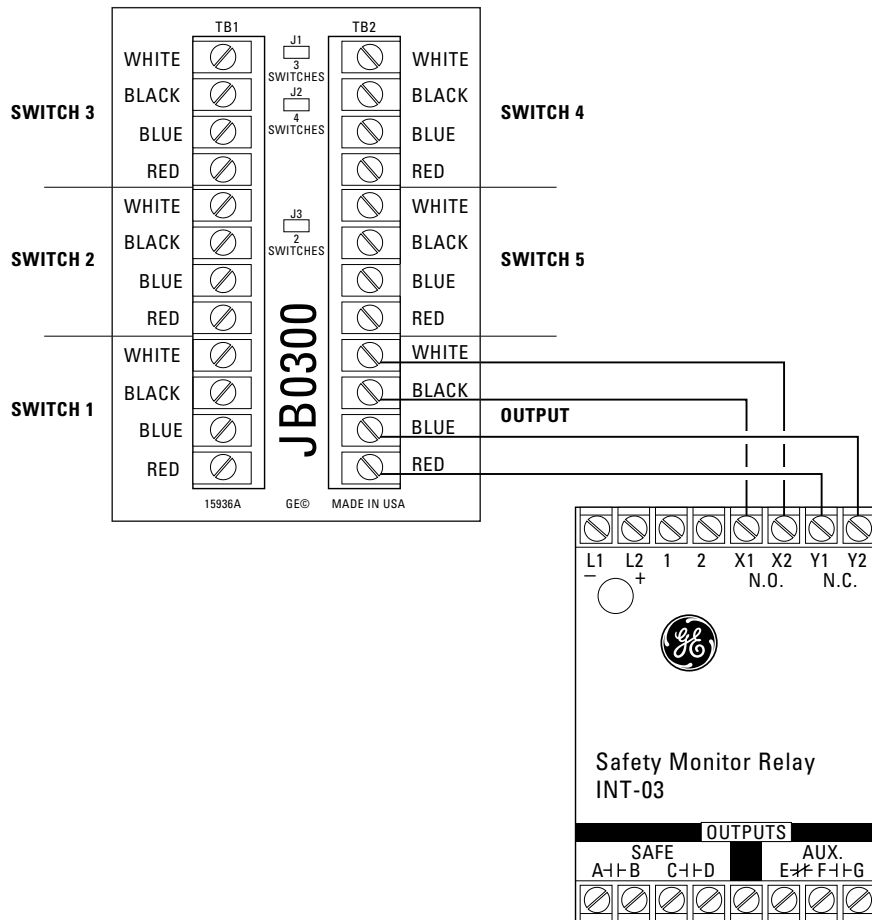 TB1 TB2
WHITE J1 WHITE
3
SWITCHES
BLACK J2 BLACK
SWITCH 3 4 SWITCH 4
BLUE SWITCHES BLUE
RED RED
WHITE WHITE
J3
BLACK 2 BLACK
SWITCHES
SWITCH 2 SWITCH 5
BLUE BLUE
RED RED
WHITE WHITE
BLACK BLACK
SWITCH 1 OUTPUT
BLUE BLUE
RED RED
JB0300
15936A GE© MADE IN USA
L1 L2 1 2 X1 X2 Y1 Y2
− + N.O. N.C.
GE
Safety Monitor Relay
INT-03
OUTPUTS
SAFE AUX.
A B C D E F G